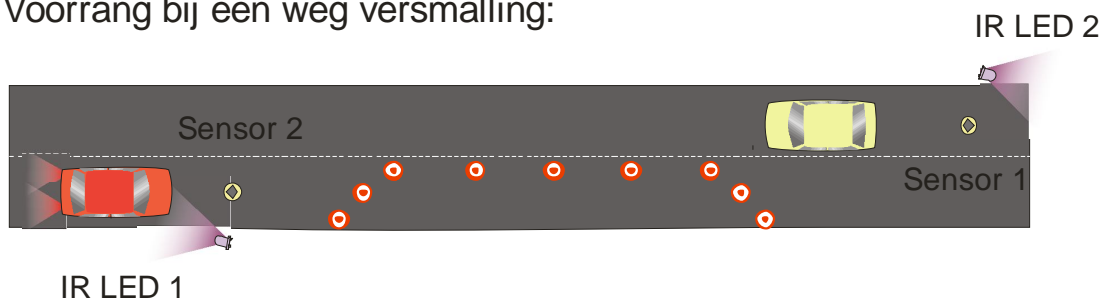 Voorrang bij een weg versmalling:
IR LED 2
Sensor 2
Sensor 1
IR LED 1